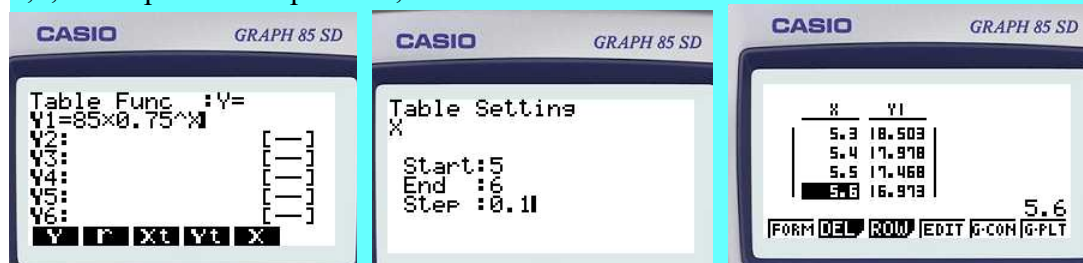 CASIO GRAPH 85 SD
Table Func :Y=
Y1=85×0.75^X
Y2: [—]
Y3: [—]
Y4: [—]
Y5: [—]
Y6: [—]
Y r Xt Yt X
CASIO GRAPH 85 SD
Table Setting
X
Start:5
End :6
Step :0.1
CASIO GRAPH 85 SD
X Y1
5.3 18.503
5.4 17.978
5.5 17.468
5.6 16.973
5.6
FORM DEL ROW EDIT G·CON G·PLT